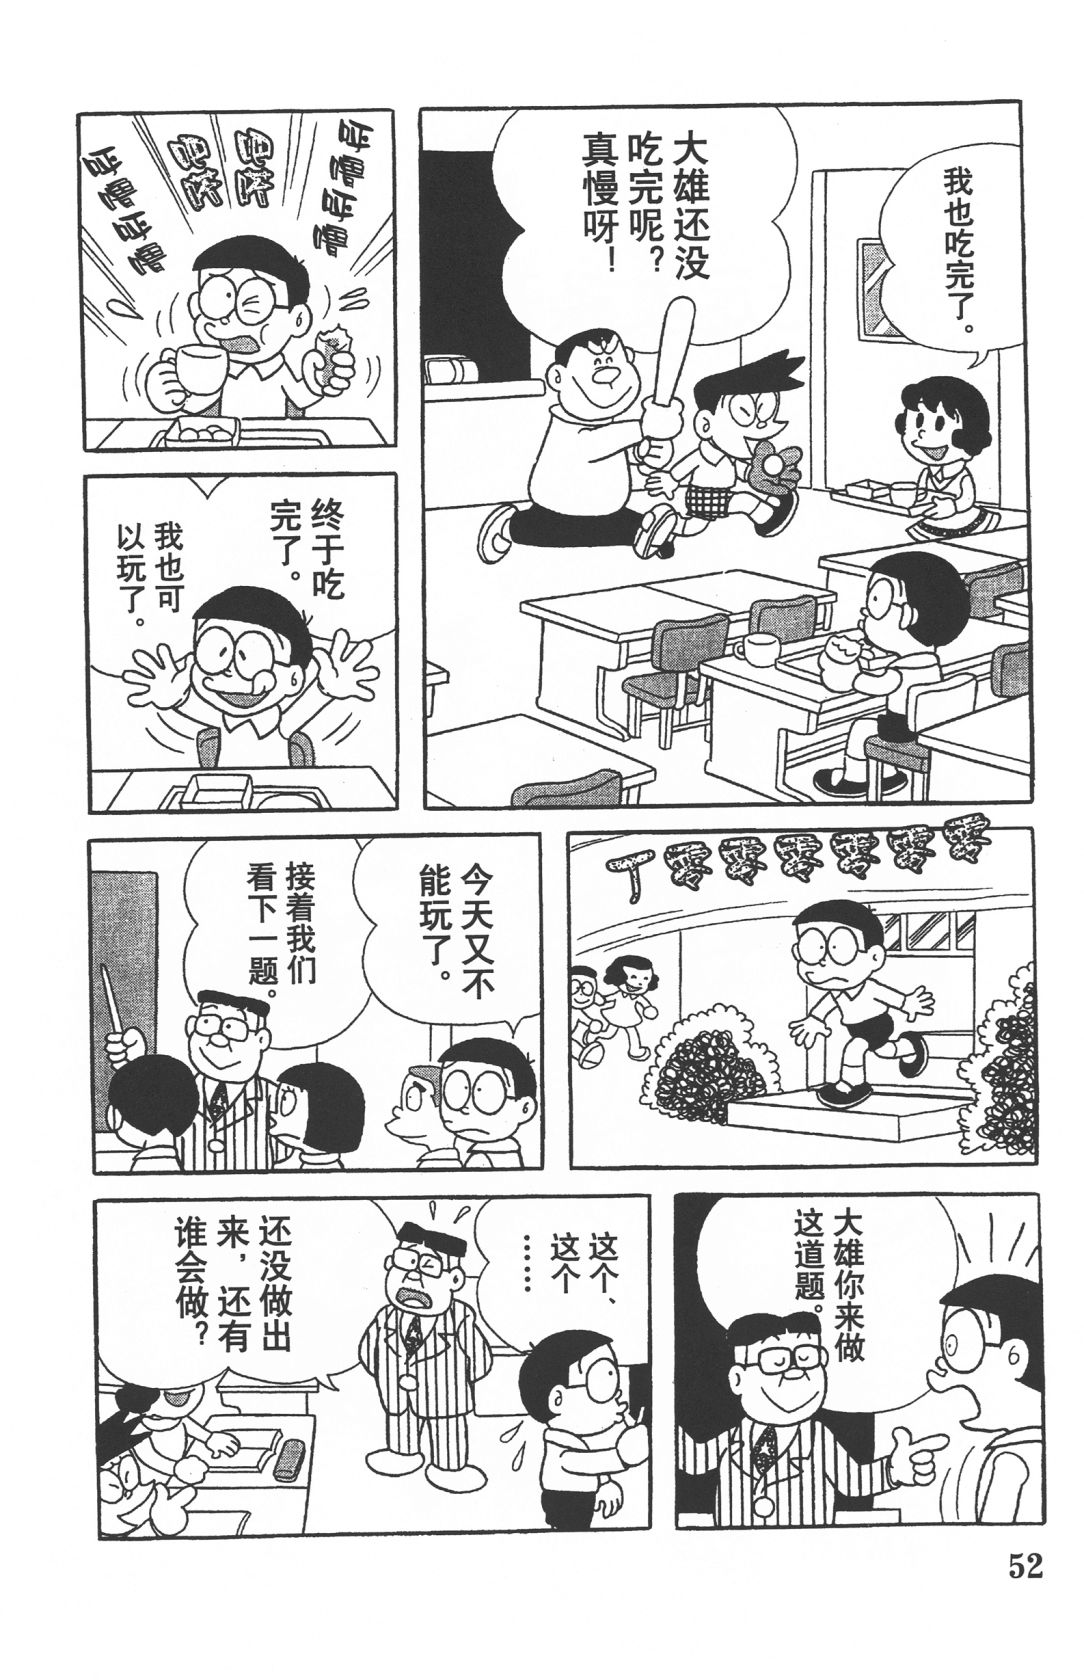 我也吃完了。
大雄还没
吃完呢？
真慢呀！
呼噜呼噜
吧嗒
吧嗒
呼噜呼噜
终于吃
完了。
我也可
以玩了。
丁零零零零零零
今天又不
能玩了。
接着我们
看下一题。
大雄你来做
这道题。
这个、
这个
……
还没做出
来，还有
谁会做？
52